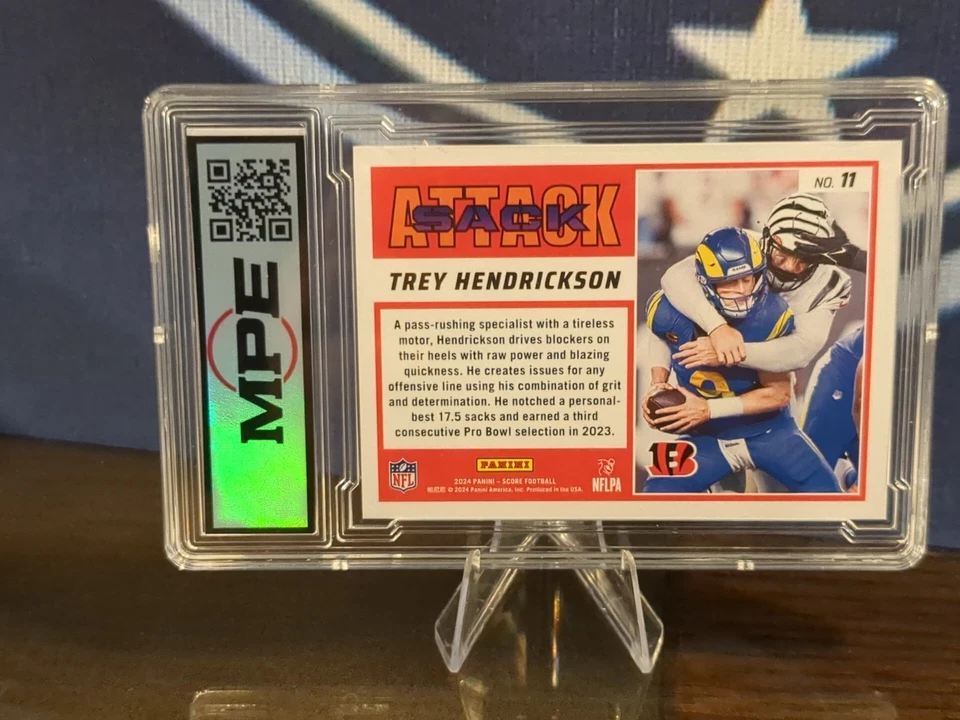 MPE
ATTACK
SACK
NO. 11
TREY HENDRICKSON
A pass-rushing specialist with a tireless
motor, Hendrickson drives blockers on
their heels with raw power and blazing
quickness. He creates issues for any
offensive line using his combination of grit
and determination. He notched a personal-
best 17.5 sacks and earned a third
consecutive Pro Bowl selection in 2023.
NFL
PANINI
2024 PANINI - SCORE FOOTBALL
© 2024 Panini America, Inc. Printed in the USA.
NFLPA
9